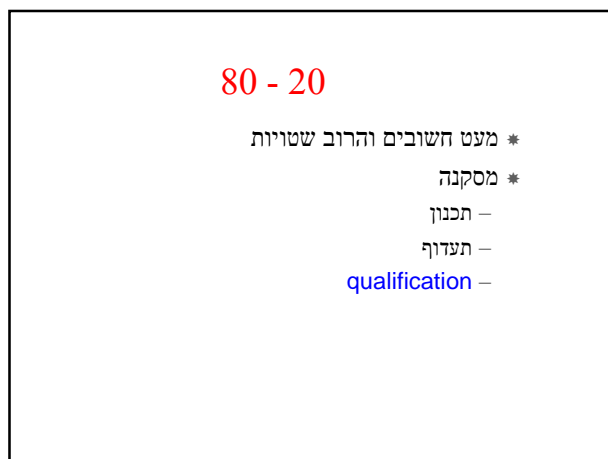 80 - 20
מעט חשובים והרוב שטויות
מסקנה
– תכנון
– תעדוף
– qualification